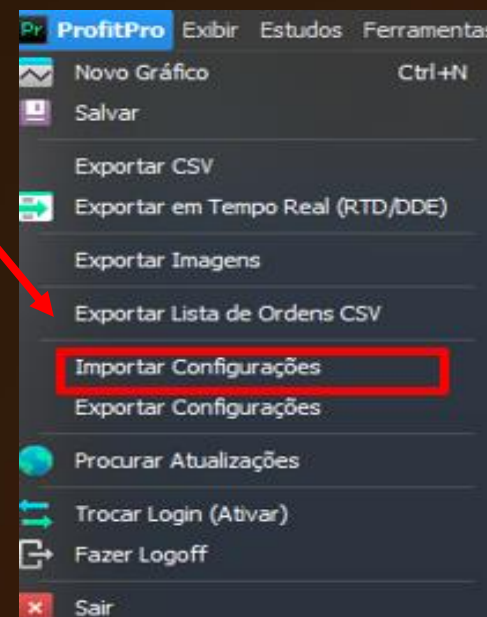 Pr ProfitPro Exibir Estudos Ferramentas
Novo Gráfico Ctrl+N
Salvar
Exportar CSV
Exportar em Tempo Real (RTD/DDE)
Exportar Imagens
Exportar Lista de Ordens CSV
Importar Configurações
Exportar Configurações
Procurar Atualizações
Trocar Login (Ativar)
Fazer Logoff
Sair